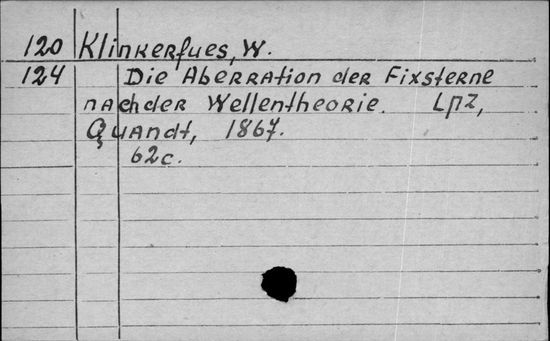 120 Klinkerfues, W.
124 Die Aberration der Fixsterne
nach der Wellentheorie. Lpz,
Quandt, 1867.
62c.